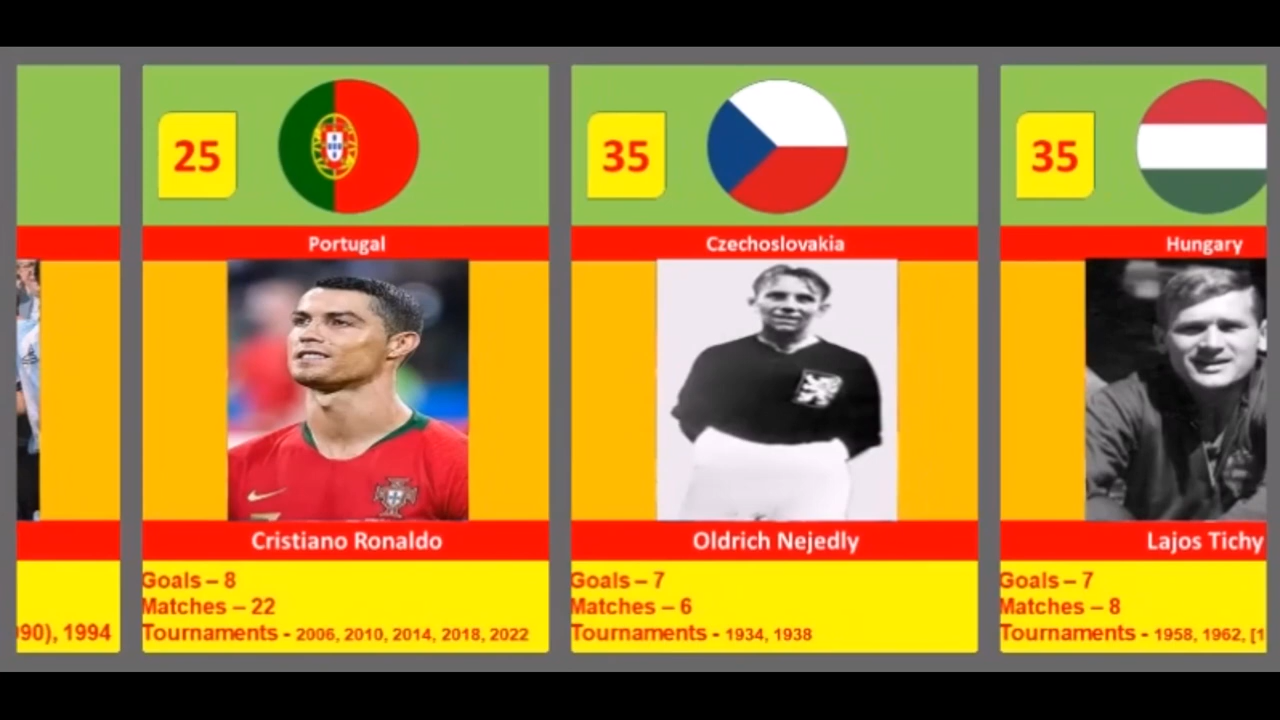 90), 1994
25
Portugal
Cristiano Ronaldo
Goals – 8
Matches – 22
Tournaments - 2006, 2010, 2014, 2018, 2022
35
Czechoslovakia
Oldrich Nejedly
Goals – 7
Matches – 6
Tournaments - 1934, 1938
35
Hungary
Lajos Tichy
Goals – 7
Matches – 8
Tournaments - 1958, 1962, [1